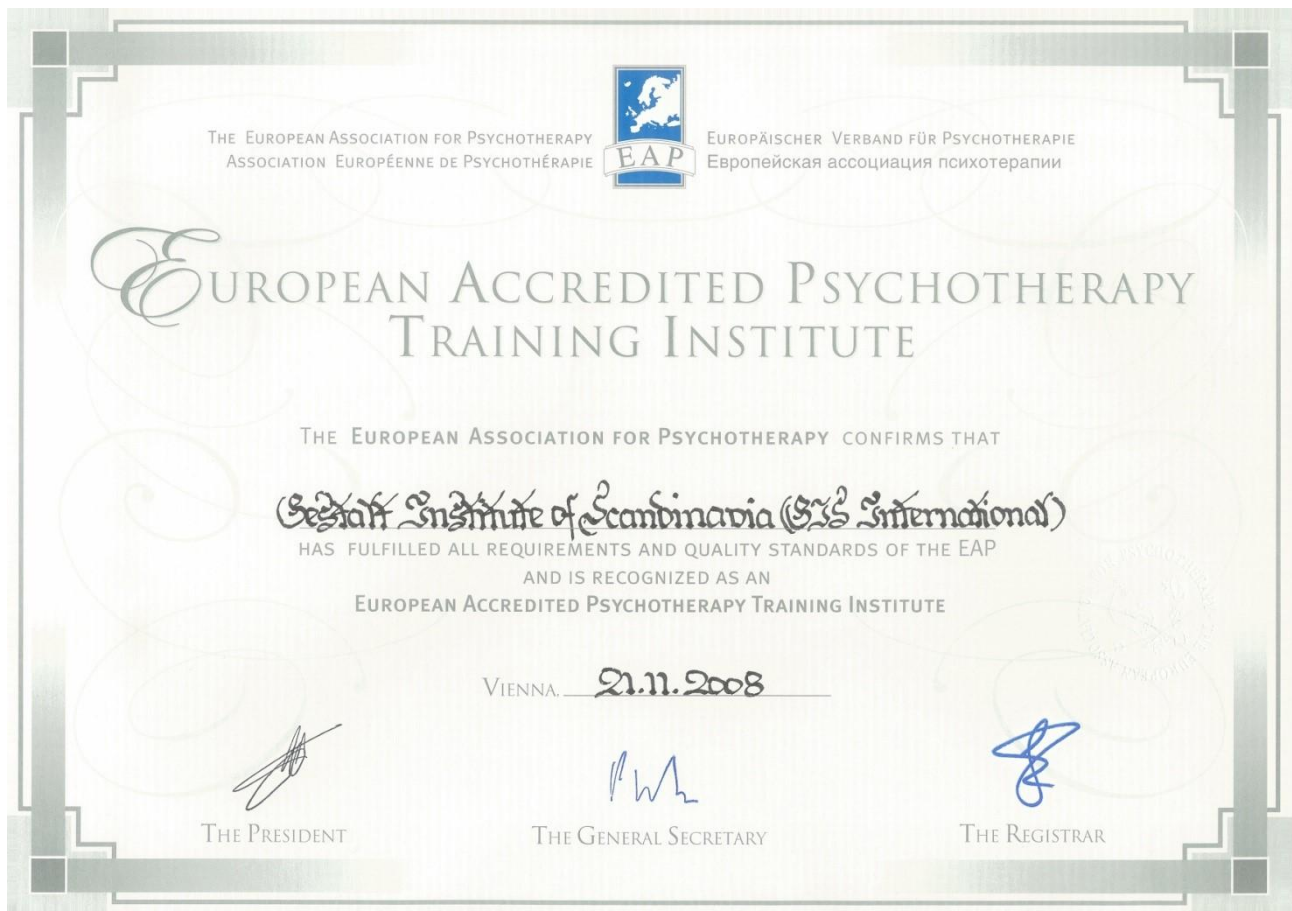 THE EUROPEAN ASSOCIATION FOR PSYCHOTHERAPY
ASSOCIATION EUROPÉENNE DE PSYCHOTHÉRAPIE
EAP
EUROPÄISCHER VERBAND FÜR PSYCHOTHERAPIE
Европейская ассоциация психотерапии
EUROPEAN ACCREDITED PSYCHOTHERAPY
TRAINING INSTITUTE
THE EUROPEAN ASSOCIATION FOR PSYCHOTHERAPY CONFIRMS THAT
Gestalt Institute of Scandinavia (GIS International)
HAS FULFILLED ALL REQUIREMENTS AND QUALITY STANDARDS OF THE EAP
AND IS RECOGNIZED AS AN
EUROPEAN ACCREDITED PSYCHOTHERAPY TRAINING INSTITUTE
VIENNA, 21.11.2008
THE PRESIDENT
THE GENERAL SECRETARY
THE REGISTRAR